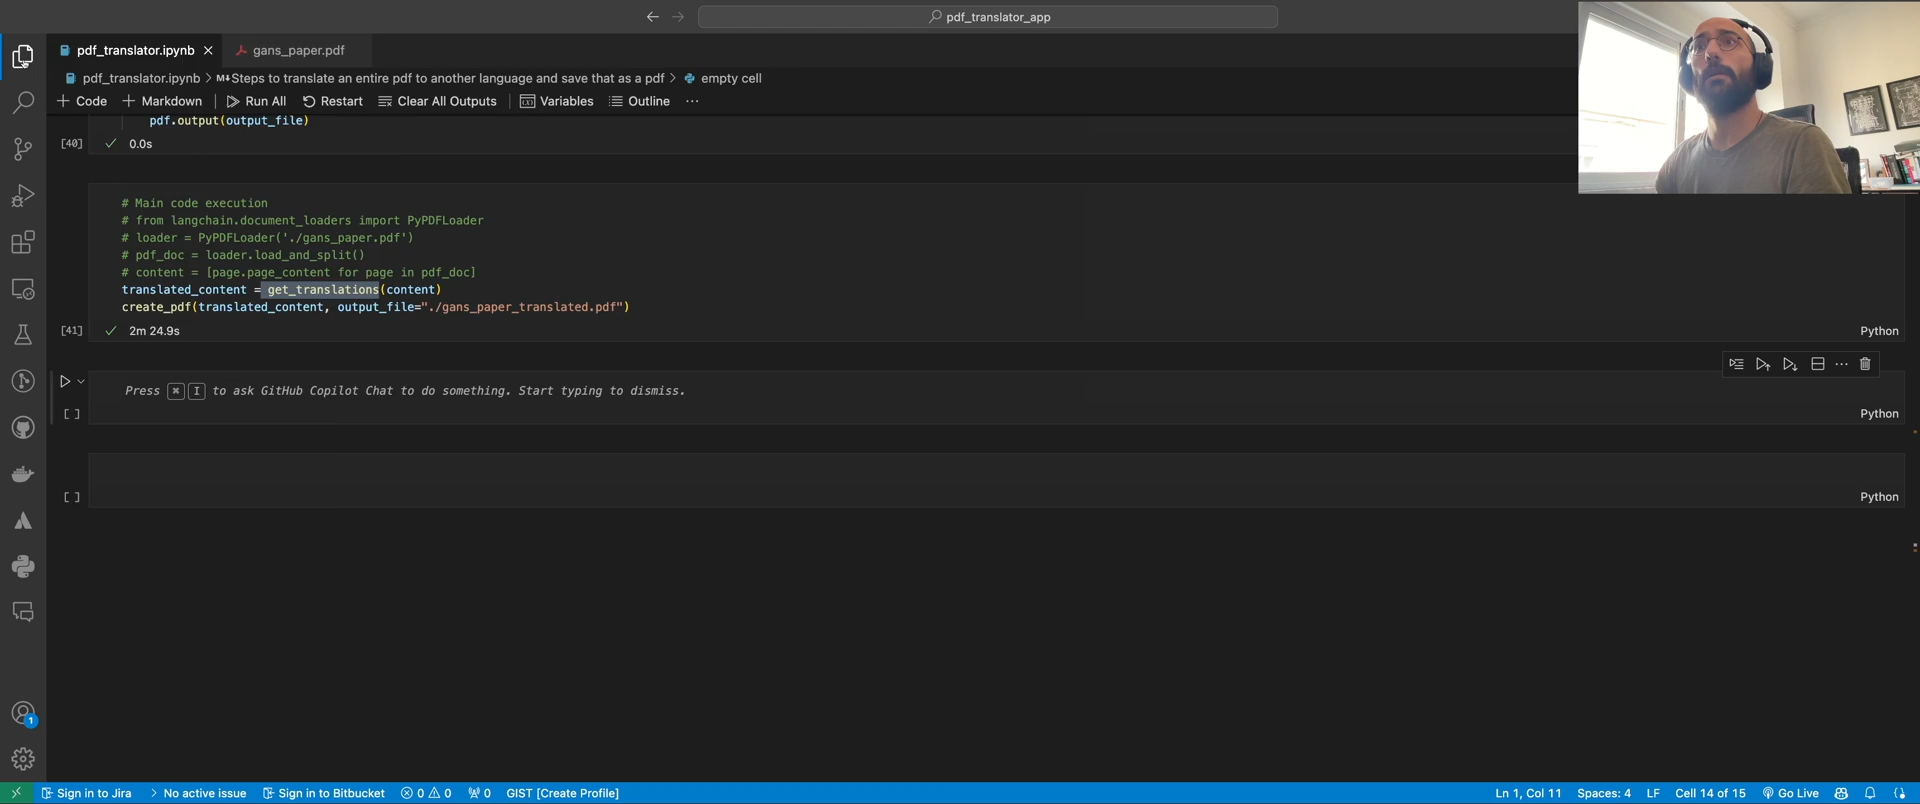 pdf_translator_app
pdf_translator.ipynb
gans_paper.pdf
pdf_translator.ipynb > M↓Steps to translate an entire pdf to another language and save that as a pdf > empty cell
+ Code + Markdown | Run All Restart Clear All Outputs | Variables Outline ...
pdf.output(output_file)
[40] ✓ 0.0s
# Main code execution
# from langchain.document_loaders import PyPDFLoader
# loader = PyPDFLoader('./gans_paper.pdf')
# pdf_doc = loader.load_and_split()
# content = [page.page_content for page in pdf_doc]
translated_content = get_translations(content)
create_pdf(translated_content, output_file="./gans_paper_translated.pdf")
[41] ✓ 2m 24.9s
Python
Press ⌘ I to ask GitHub Copilot Chat to do something. Start typing to dismiss.
[ ]
Python
[ ]
Python
1
Sign in to Jira No active issue Sign in to Bitbucket 0 0 0 GIST [Create Profile]
Ln 1, Col 11 Spaces: 4 LF Cell 14 of 15 Go Live